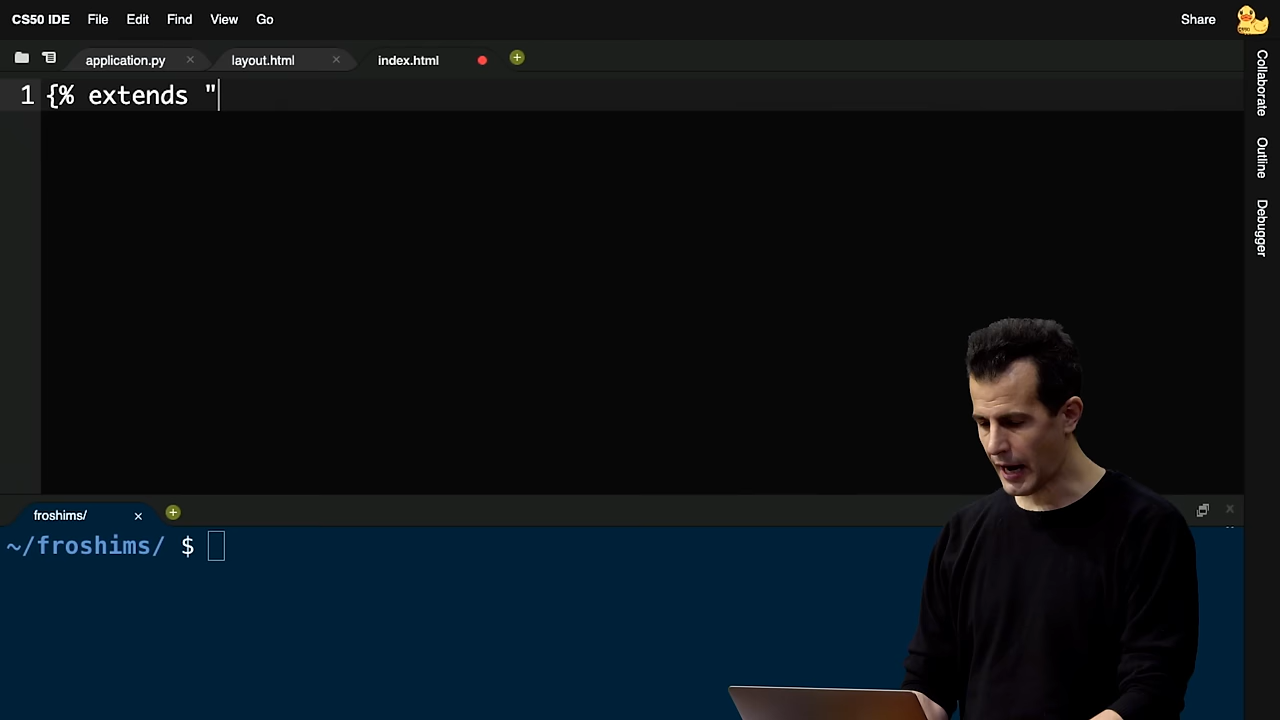 CS50 IDE File Edit Find View Go Share
application.py layout.html index.html
1 {% extends "
Collaborate
Outline
Debugger
froshims/
~/froshims/ $